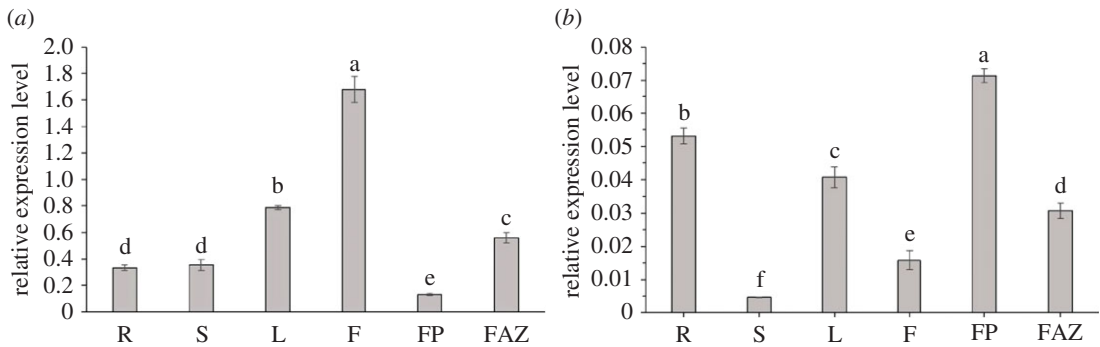 (a)
relative expression level
2.0
1.8
1.6
1.4
1.2
1.0
0.8
0.6
0.4
0.2
0
d
d
b
a
e
c
R S L F FP FAZ
(b)
relative expression level
0.08
0.07
0.06
0.05
0.04
0.03
0.02
0.01
0
b
f
c
e
a
d
R S L F FP FAZ